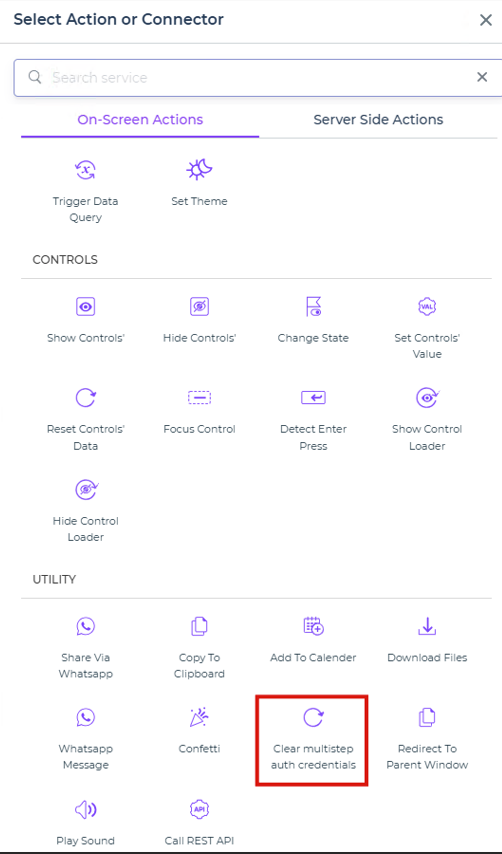 Select Action or Connector
Search service
On-Screen Actions
Server Side Actions
Trigger Data
Query
Set Theme
CONTROLS
Show Controls'
Hide Controls'
Change State
Set Controls'
Value
VAL
Reset Controls'
Data
Focus Control
Detect Enter
Press
Show Control
Loader
Hide Control
Loader
UTILITY
Share Via
Whatsapp
Copy To
Clipboard
Add To Calender
Download Files
Whatsapp
Message
Confetti
Clear multistep
auth credentials
Redirect To
Parent Window
Play Sound
API
Call REST API